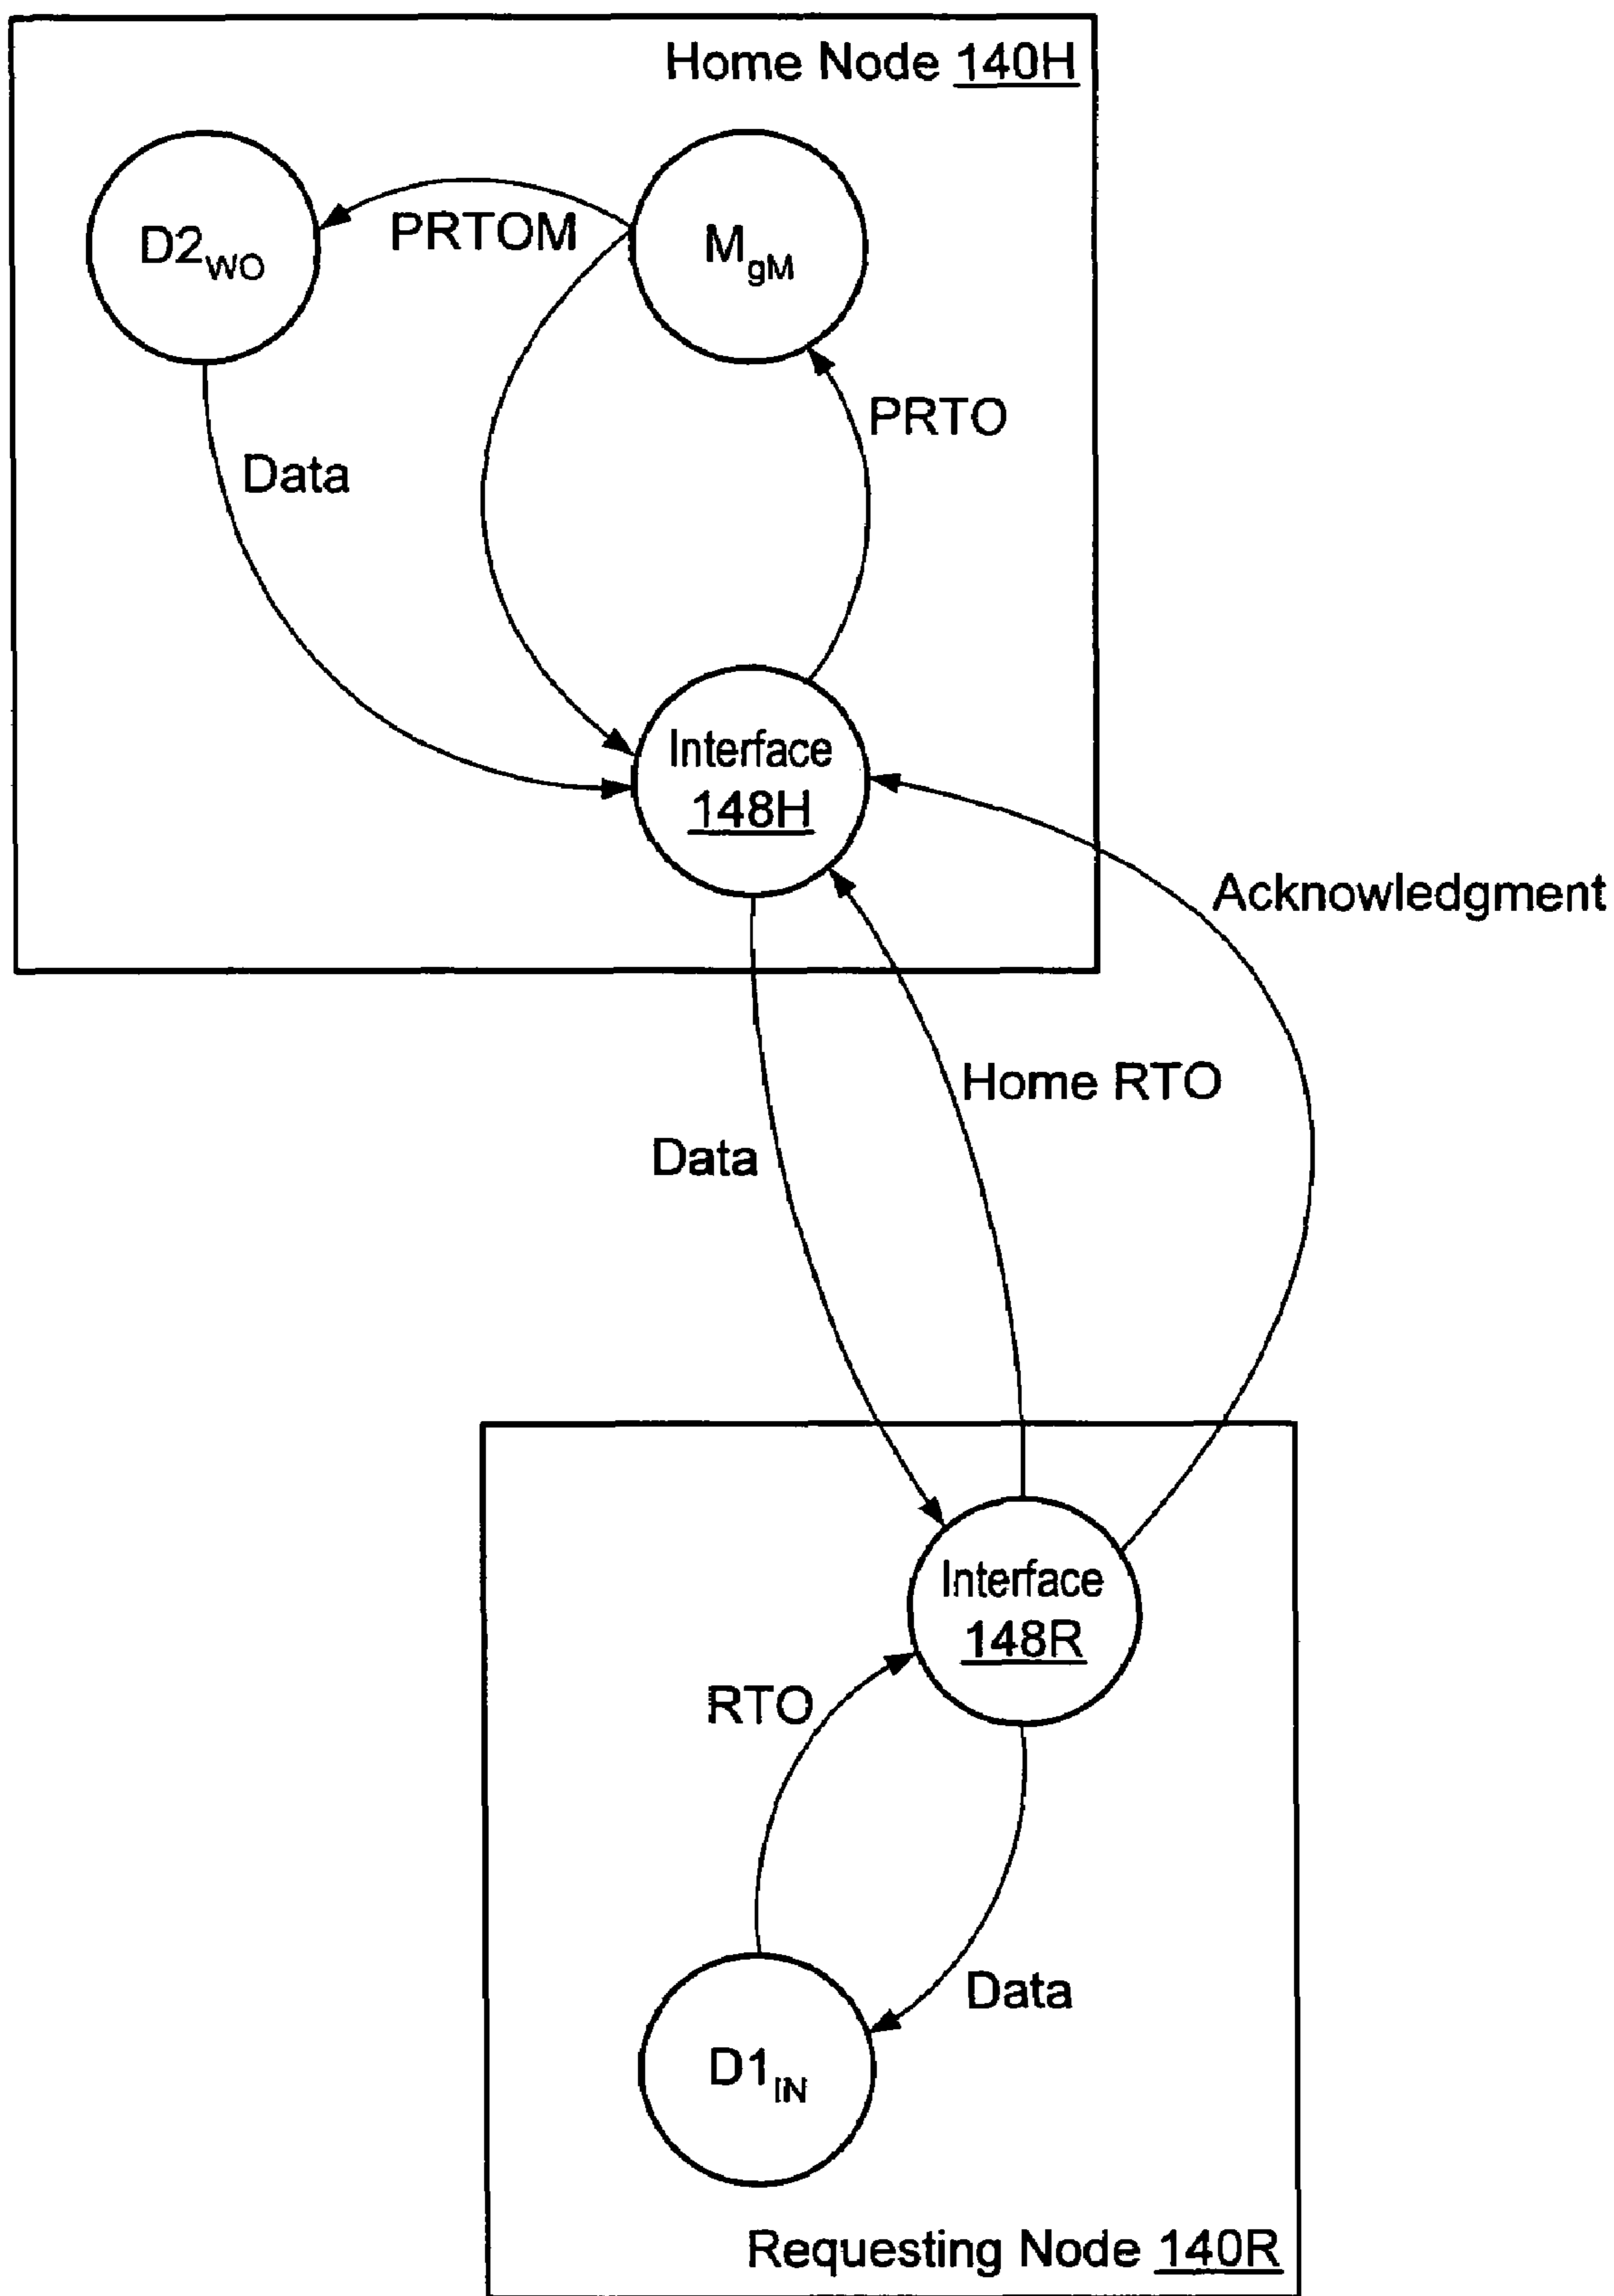 Home Node 140H
D2WO
PRTOM
MgM
PRTO
Data
Interface
148H
Acknowledgment
Home RTO
Data
Interface
148R
RTO
Data
D1IN
Requesting Node 140R